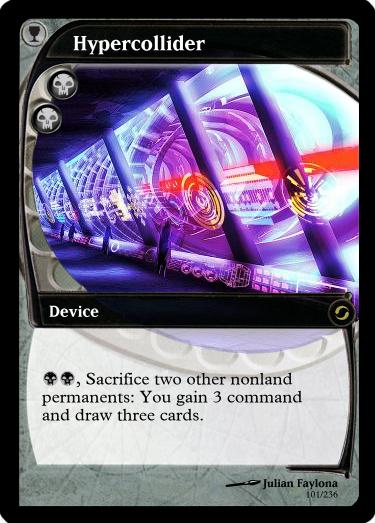 Hypercollider
Device
, Sacrifice two other nonland
permanents: You gain 3 command
and draw three cards.
Julian Faylona
101/236